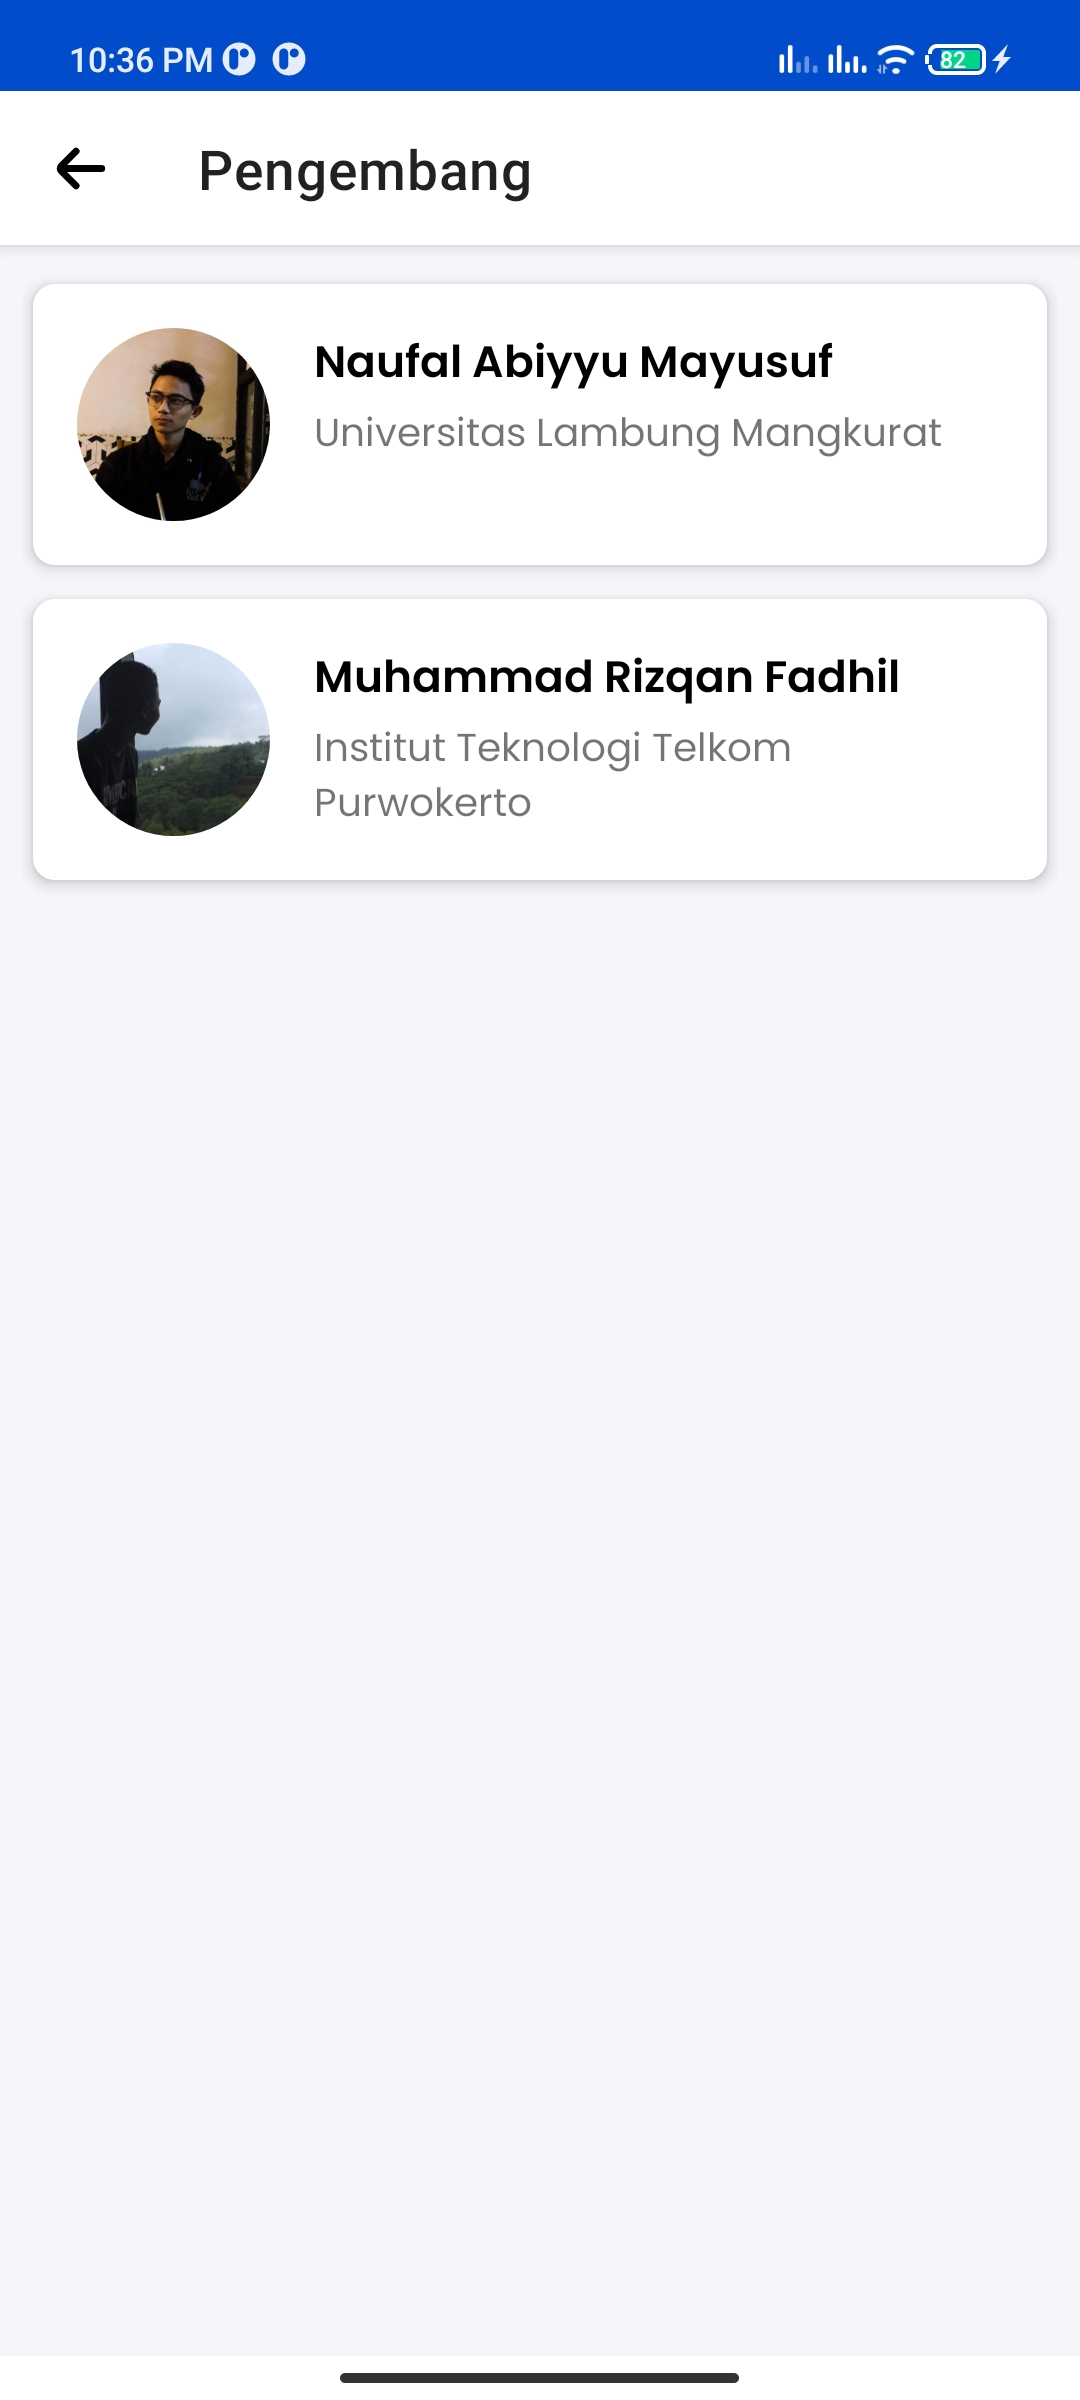 10:36 PM
82
Pengembang
Naufal Abiyyu Mayusuf
Universitas Lambung Mangkurat
Muhammad Rizqan Fadhil
Institut Teknologi Telkom
Purwokerto